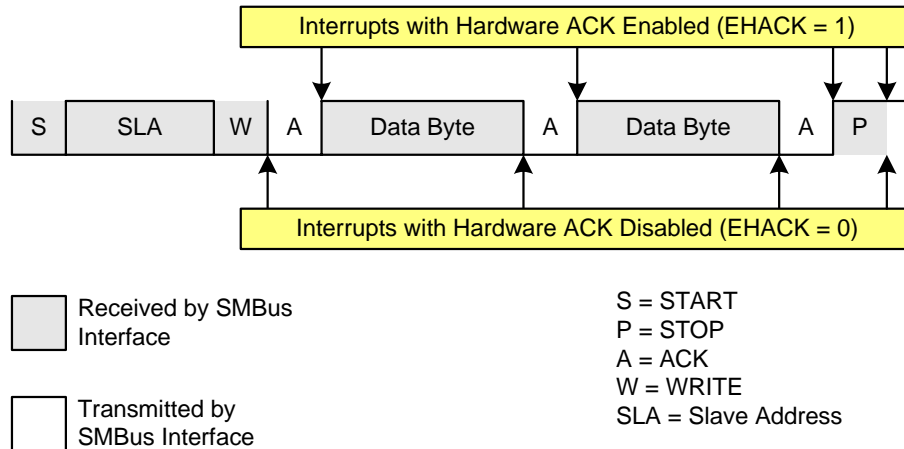 Interrupts with Hardware ACK Enabled (EHACK = 1)
S SLA W A Data Byte A Data Byte A P
Interrupts with Hardware ACK Disabled (EHACK = 0)
Received by SMBus
Interface
Transmitted by
SMBus Interface
S = START
P = STOP
A = ACK
W = WRITE
SLA = Slave Address